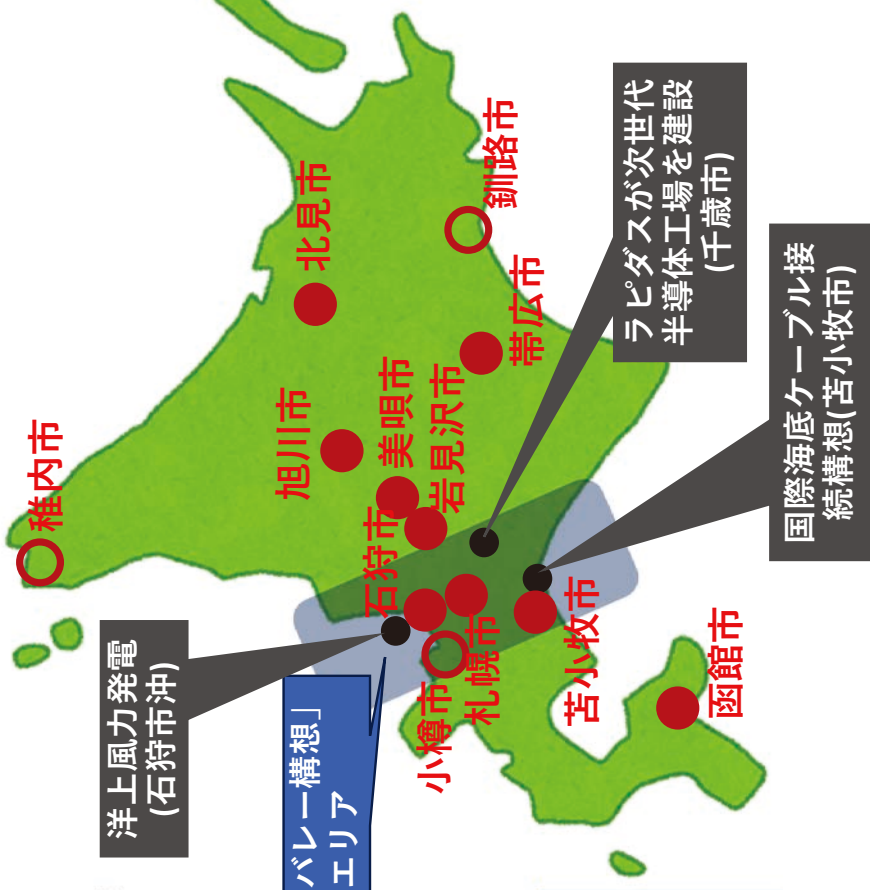 稚内市
北見市
釧路市
旭川市
美唄市
岩見沢市
帯広市
石狩市
小樽市
札幌市
苫小牧市
函館市
洋上風力発電
(石狩市沖)
バレー構想」
エリア
ラピダスが次世代
半導体工場を建設
(千歳市)
国際海底ケーブル接
続構想(苫小牧市)